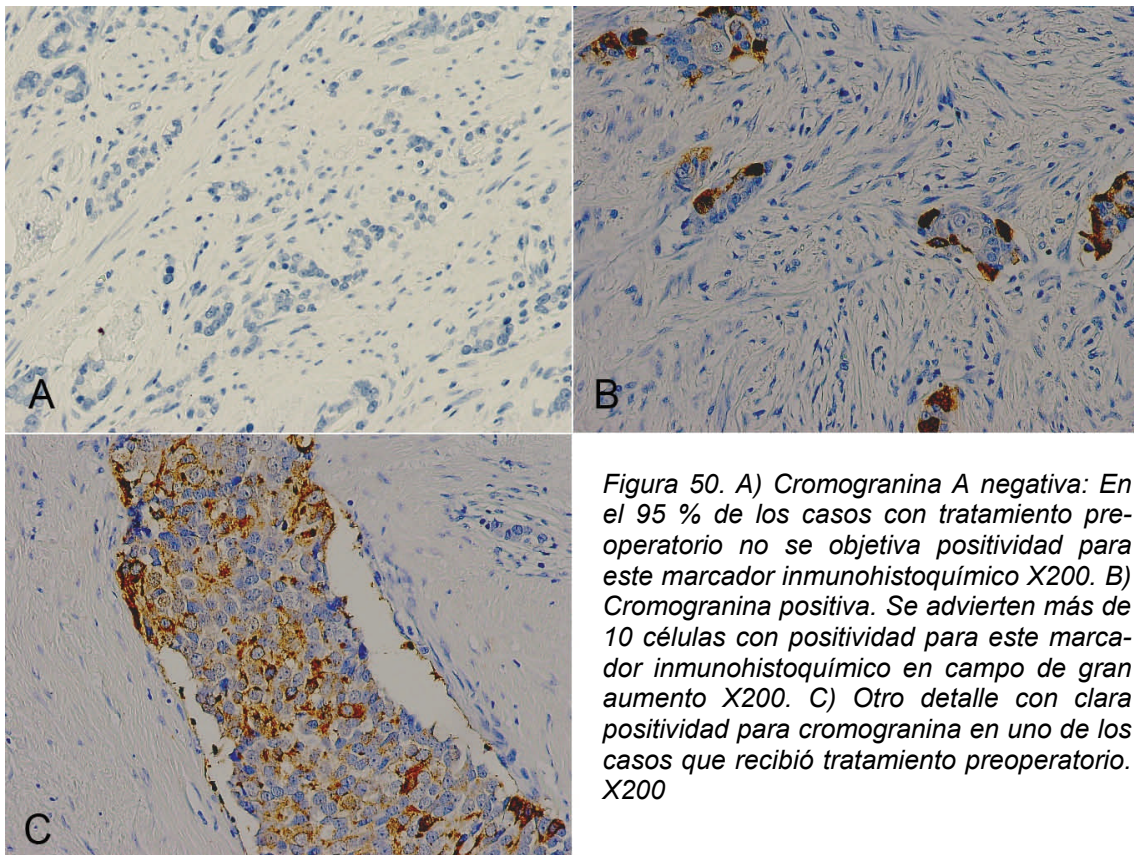 A
B
C
Figura 50. A) Cromogranina A negativa: En
el 95 % de los casos con tratamiento pre-
operatorio no se objetiva positividad para
este marcador inmunohistoquímico X200. B)
Cromogranina positiva. Se advierten más de
10 células con positividad para este marca-
dor inmunohistoquímico en campo de gran
aumento X200. C) Otro detalle con clara
positividad para cromogranina en uno de los
casos que recibió tratamiento preoperatorio.
X200